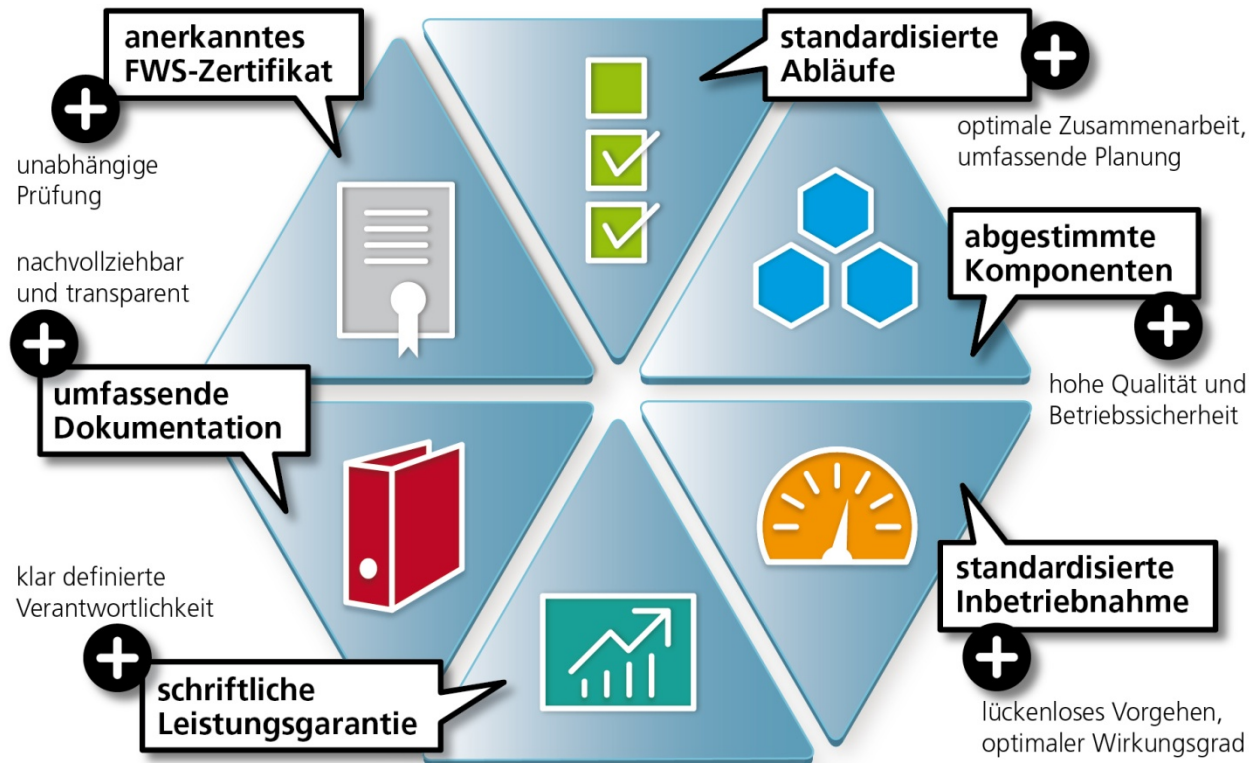 anerkanntes
FWS-Zertifikat
unabhängige
Prüfung
standardisierte
Abläufe
optimale Zusammenarbeit,
umfassende Planung
abgestimmte
Komponenten
hohe Qualität und
Betriebssicherheit
standardisierte
Inbetriebnahme
lückenloses Vorgehen,
optimaler Wirkungsgrad
schriftliche
Leistungsgarantie
klar definierte
Verantwortlichkeit
umfassende
Dokumentation
nachvollziehbar
und transparent